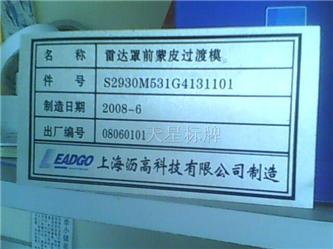 名 称 雷达罩前蒙皮过渡模.
件 号 S2930M531G4131101
制造日期 2008-6
出厂编号 08060101
天星标牌
LEADGO 上海沥高科技有限公司制造